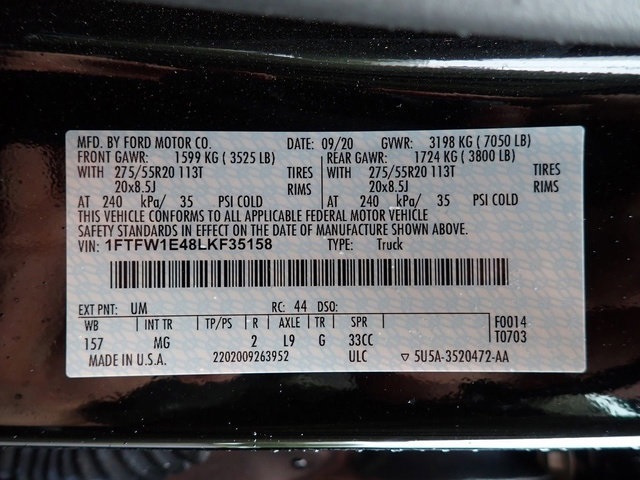 MFD. BY FORD MOTOR CO. DATE: 09/20 GVWR: 3198 KG ( 7050 LB)
FRONT GAWR: 1599 KG ( 3525 LB) REAR GAWR: 1724 KG ( 3800 LB)
WITH 275/55R20 113T TIRES WITH 275/55R20 113T TIRES
20x8.5J RIMS 20x8.5J RIMS
AT 240 kPa/ 35 PSI COLD AT 240 kPa/ 35 PSI COLD
THIS VEHICLE CONFORMS TO ALL APPLICABLE FEDERAL MOTOR VEHICLE
SAFETY STANDARDS IN EFFECT ON THE DATE OF MANUFACTURE SHOWN ABOVE.
VIN: 1FTFW1E48LKF35158 TYPE: Truck
EXT PNT: UM RC: 44 DSO:
WB INT TR TP/PS R AXLE TR SPR F0014
157 MG 2 L9 G 33CC T0703
MADE IN U.S.A. 2202009263952 ULC ▽ 5U5A-3520472-AA